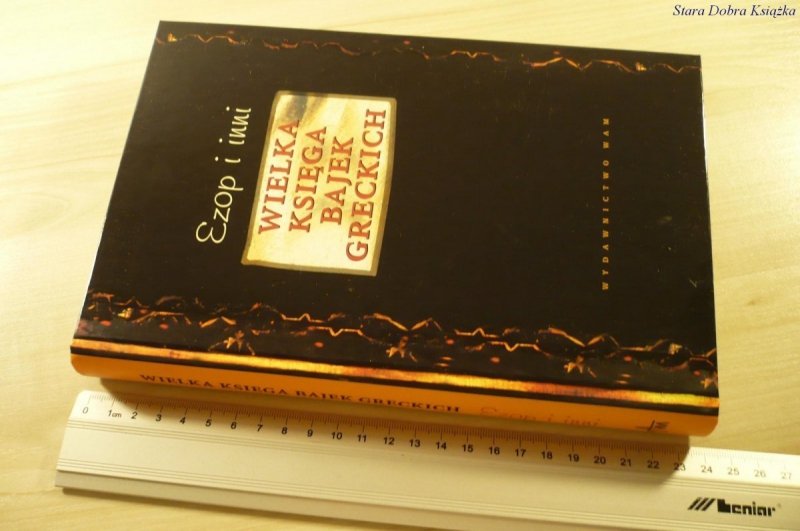 Stara Dobra Książka
Ezop i inni
WIELKA
KSIĘGA
BAJEK
GRECKICH
WYDAWNICTWO WAM
WIELKA KSIĘGA BAJEK GRECKICH Ezop i inni
0 1cm 2 3 4 5 6 7 8 9 10 11 12 13 14 15 16 17 18 19 20 21 22 23 24 25 26 27
leniar